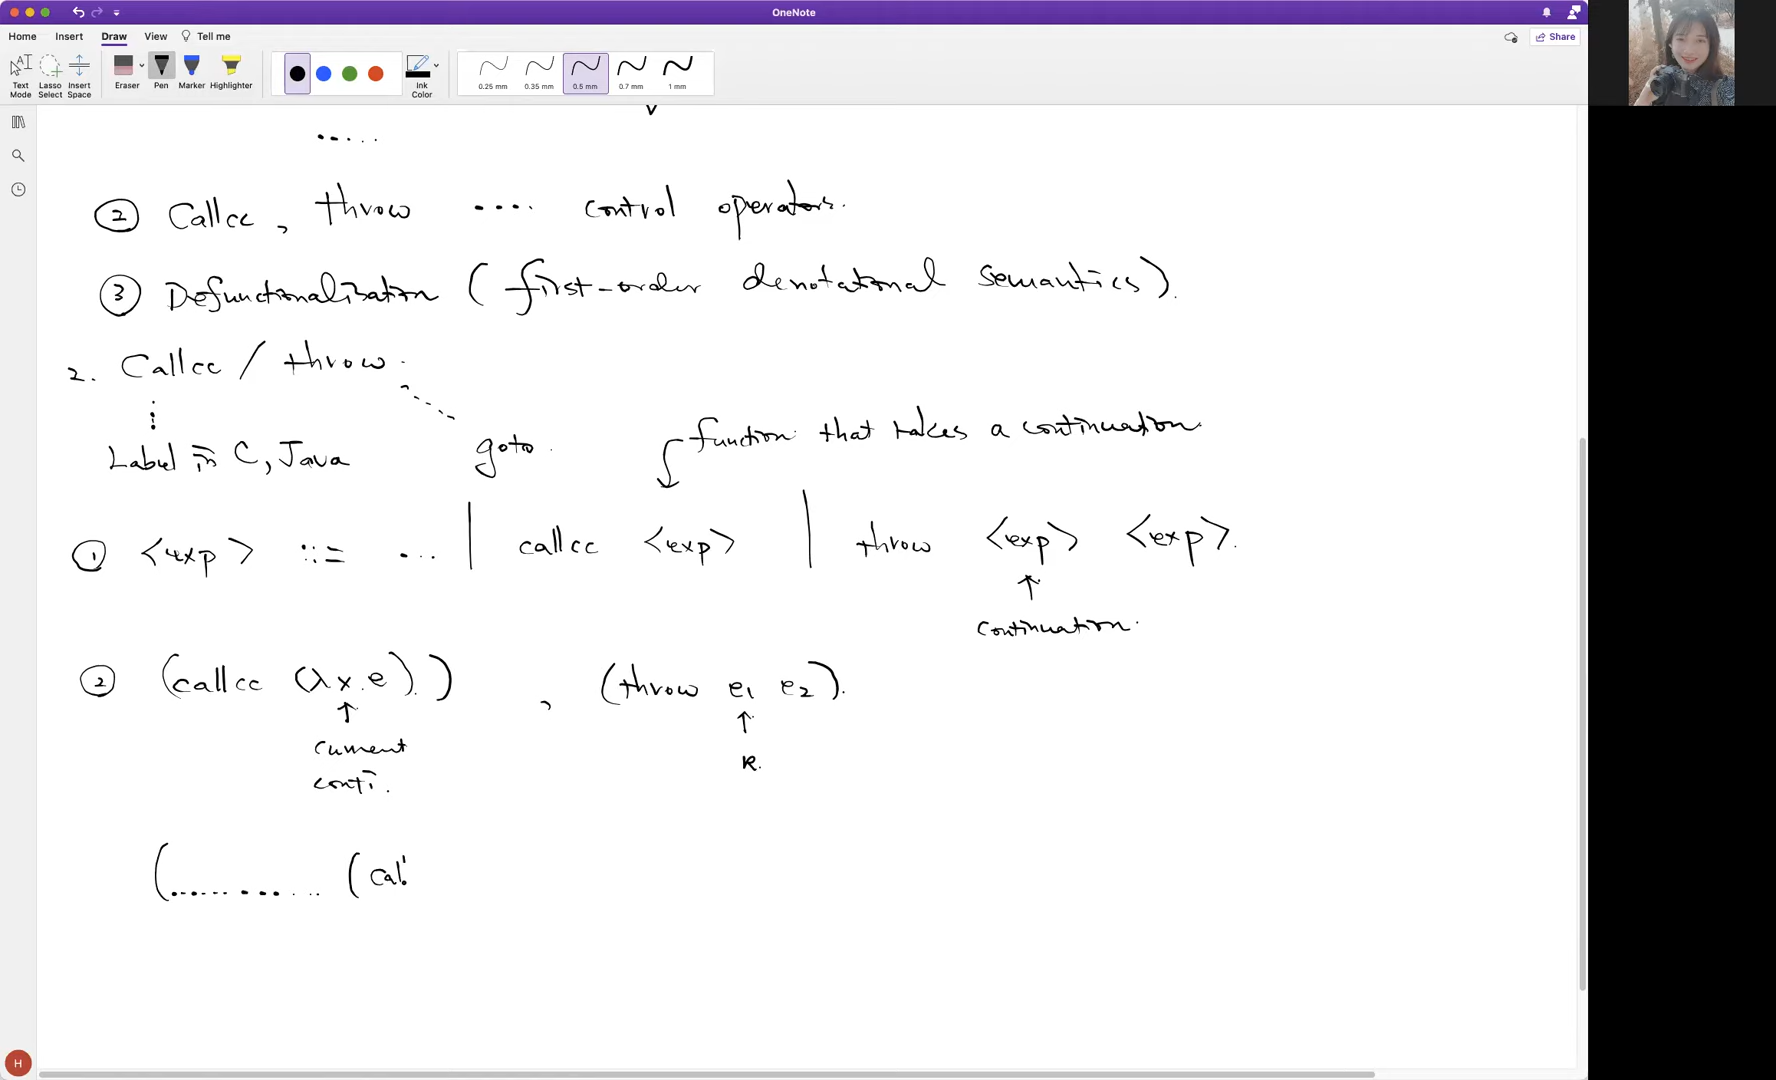 OneNote
Home Insert Draw View Tell me
Share
Text Mode
Lasso Select
Insert Space
Eraser
Pen
Marker
Highlighter
Ink Color
0.25 mm 0.35 mm 0.5 mm 0.7 mm 1 mm
.....
② Callcc, throw .... control operators.
③ Defunctionalisation (first-order denotational semantics).
2. Callcc / throw.
Label in C, Java goto.
function that takes a continuation.
① <exp> ::= ... | callcc <exp> | throw <exp> <exp>.
↑
continuation.
② (callcc (λx.e).) , (throw e1 e2).
↑ ↑
current
conti. k.
(............ (call
H